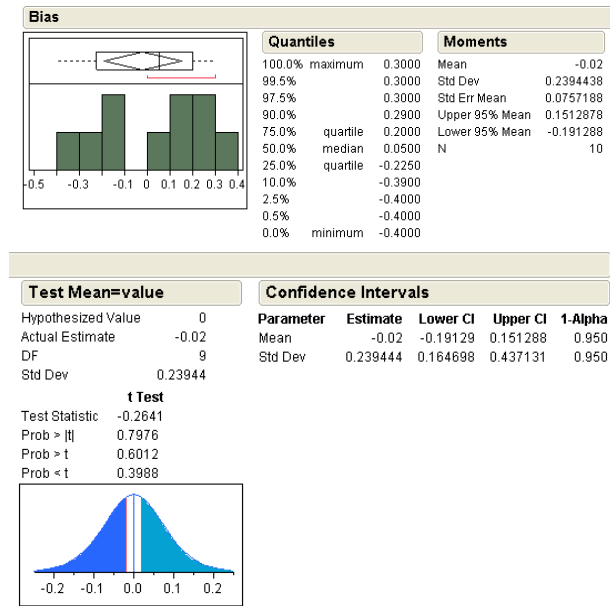 Bias
Quantiles
100.0% maximum 0.3000
99.5% 0.3000
97.5% 0.3000
90.0% 0.2900
75.0% quartile 0.2000
50.0% median 0.0500
25.0% quartile -0.2250
10.0% -0.3900
2.5% -0.4000
0.5% -0.4000
0.0% minimum -0.4000
Moments
Mean -0.02
Std Dev 0.2394438
Std Err Mean 0.0757188
Upper 95% Mean 0.1512878
Lower 95% Mean -0.191288
N 10
-0.5 -0.3 -0.1 0 0.1 0.2 0.3 0.4
Test Mean=value
Hypothesized Value 0
Actual Estimate -0.02
DF 9
Std Dev 0.23944
t Test
Test Statistic -0.2641
Prob > |t| 0.7976
Prob > t 0.6012
Prob < t 0.3988
-0.2 -0.1 0.0 0.1 0.2
Confidence Intervals
Parameter Estimate Lower CI Upper CI 1-Alpha
Mean -0.02 -0.19129 0.151288 0.950
Std Dev 0.239444 0.164698 0.437131 0.950